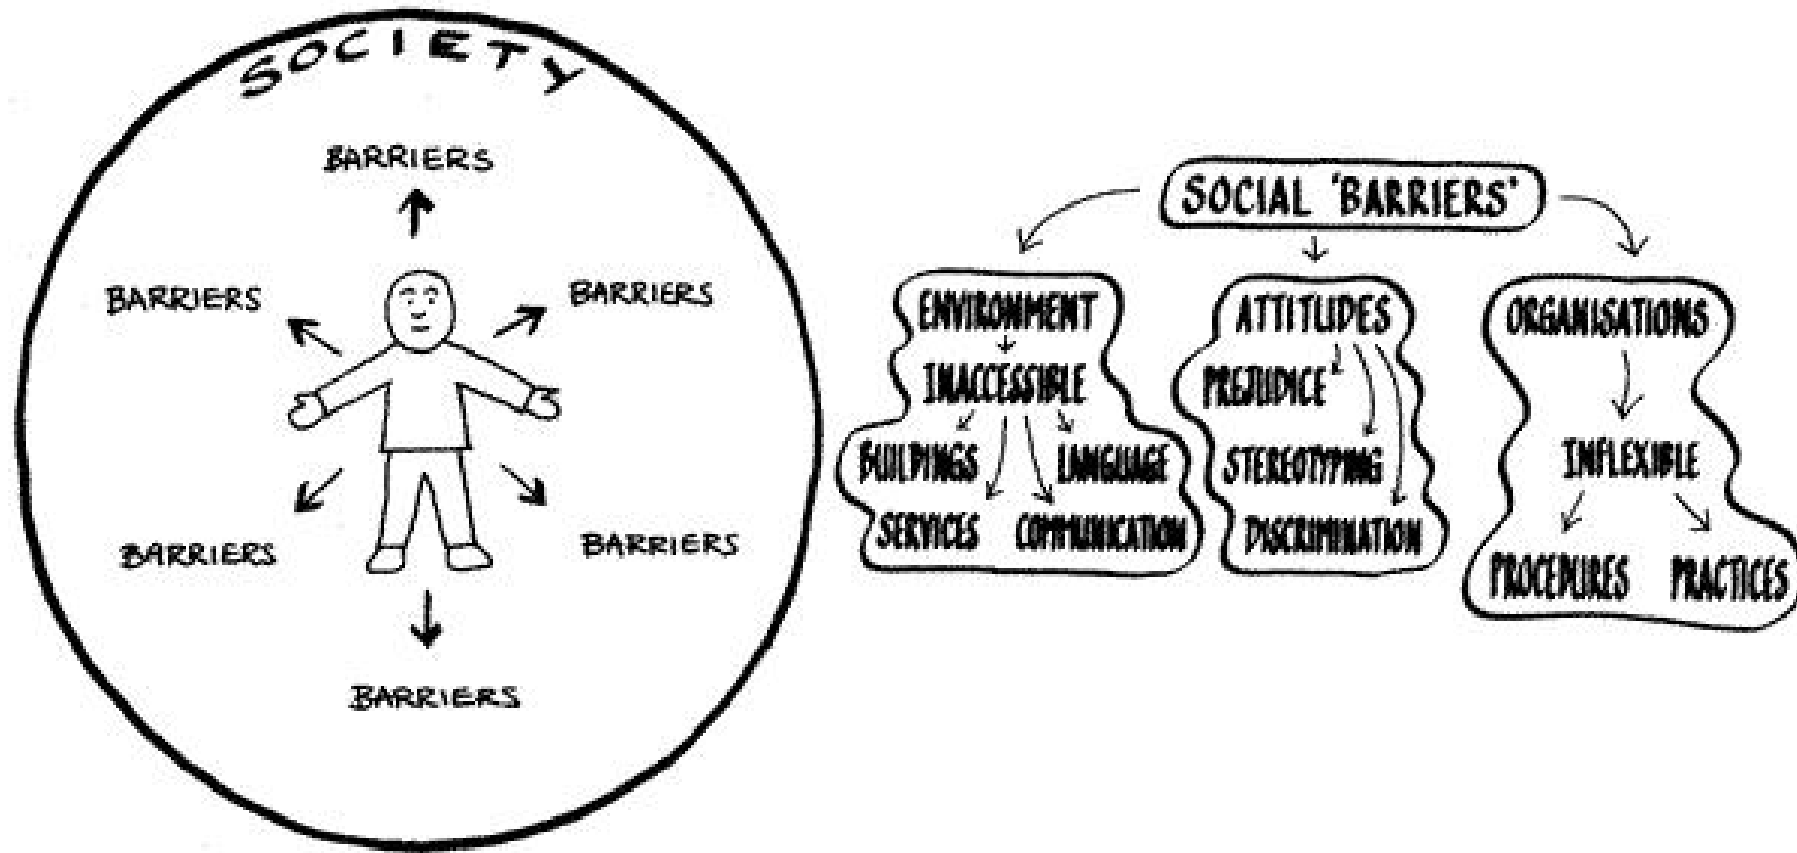 SOCIETY
BARRIERS
BARRIERS
BARRIERS
BARRIERS
BARRIERS
BARRIERS
SOCIAL 'BARRIERS'
ENVIRONMENT
INACCESSIBLE
BUILDINGS LANGUAGE
SERVICES COMMUNICATION
ATTITUDES
PREJUDICE
STEREOTYPING
DISCRIMINATION
ORGANISATIONS
INFLEXIBLE
PROCEDURES PRACTICES